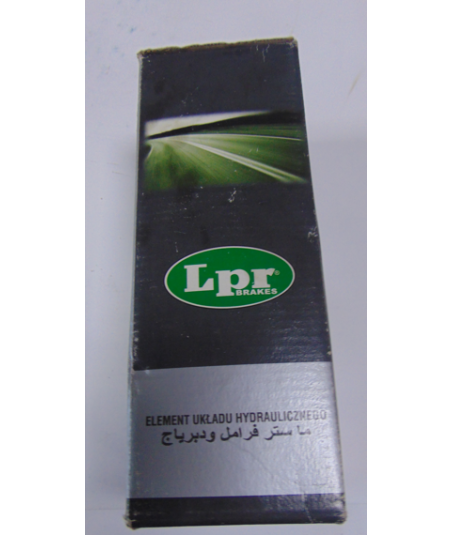 Lpr®
BRAKES
ELEMENT UKŁADU HYDRAULICZNEGO
ما ستر فرامل ودبرياج